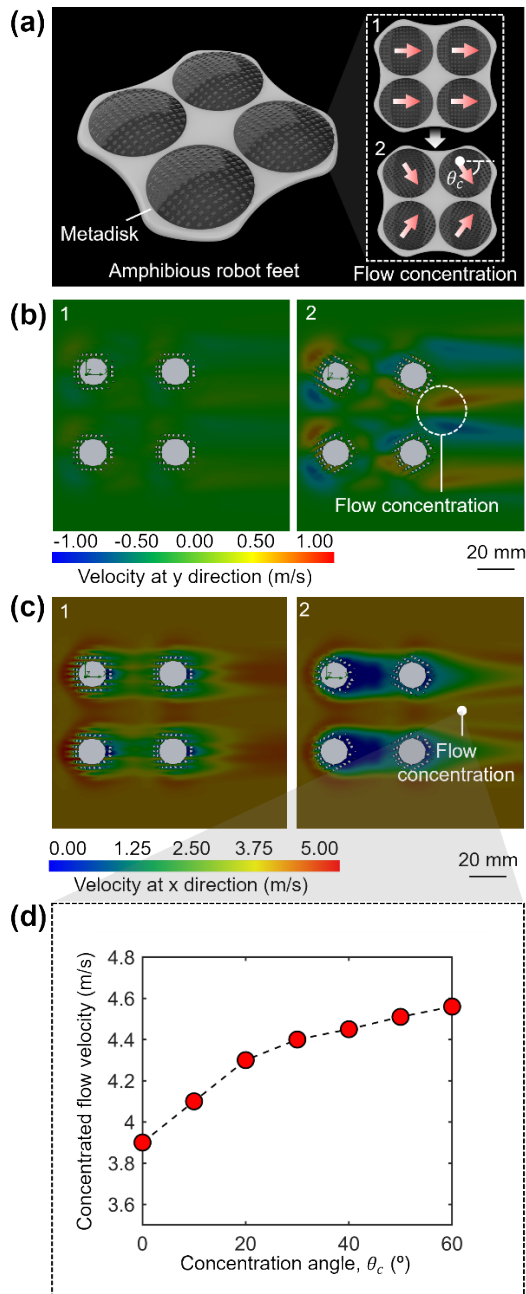 (a)
1
2
θc
Metadisk
Amphibious robot feet
Flow concentration
(b)
1
2
Flow concentration
-1.00 -0.50 0.00 0.50 1.00
Velocity at y direction (m/s)
20 mm
(c)
1
2
Flow
concentration
0.00 1.25 2.50 3.75 5.00
Velocity at x direction (m/s)
20 mm
(d)
Concentrated flow velocity (m/s)
4.8
4.6
4.4
4.2
4
3.8
3.6
0 20 40 60
Concentration angle, θc (º)